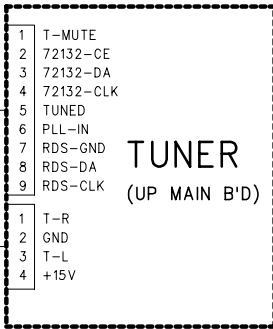 1 T-MUTE
2 72132-CE
3 72132-DA
4 72132-CLK
5 TUNED
6 PLL-IN
7 RDS-GND
8 RDS-DA
9 RDS-CLK
TUNER
(UP MAIN B'D)
1 T-R
2 GND
3 T-L
4 +15V